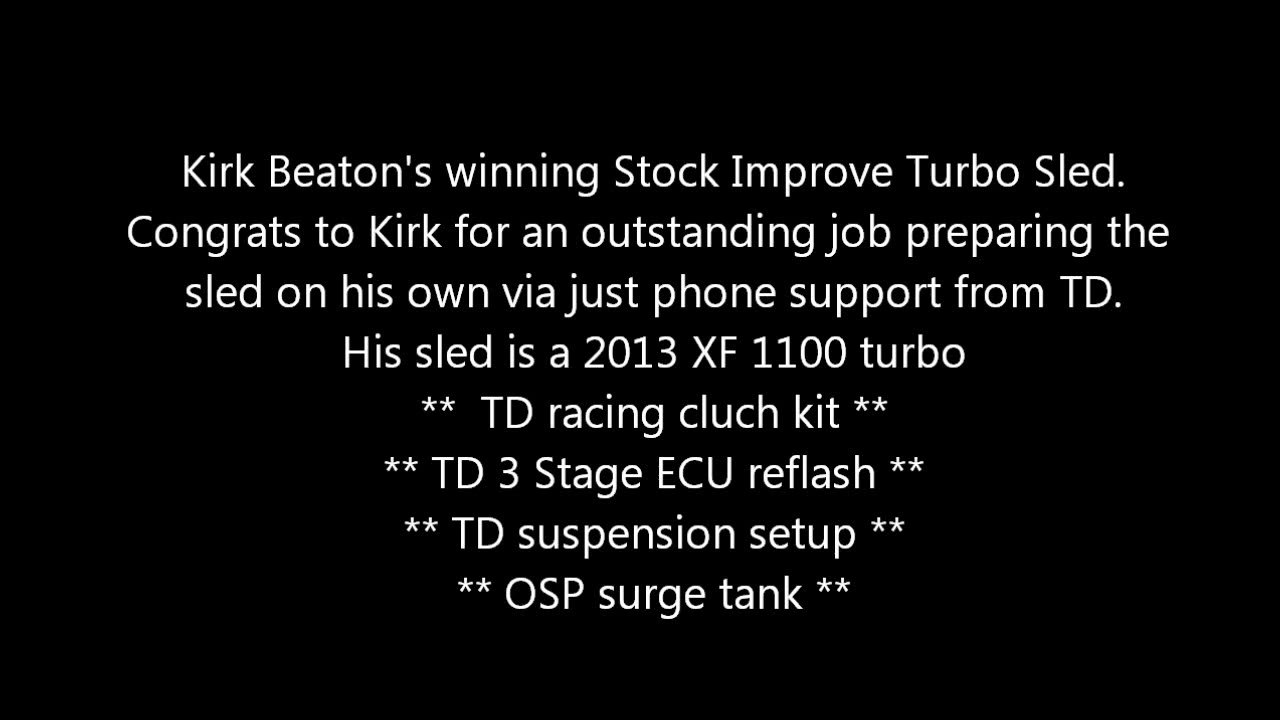 Kirk Beaton's winning Stock Improve Turbo Sled.
Congrats to Kirk for an outstanding job preparing the
sled on his own via just phone support from TD.
His sled is a 2013 XF 1100 turbo
**  TD racing cluch kit **
** TD 3 Stage ECU reflash **
** TD suspension setup **
** OSP surge tank **